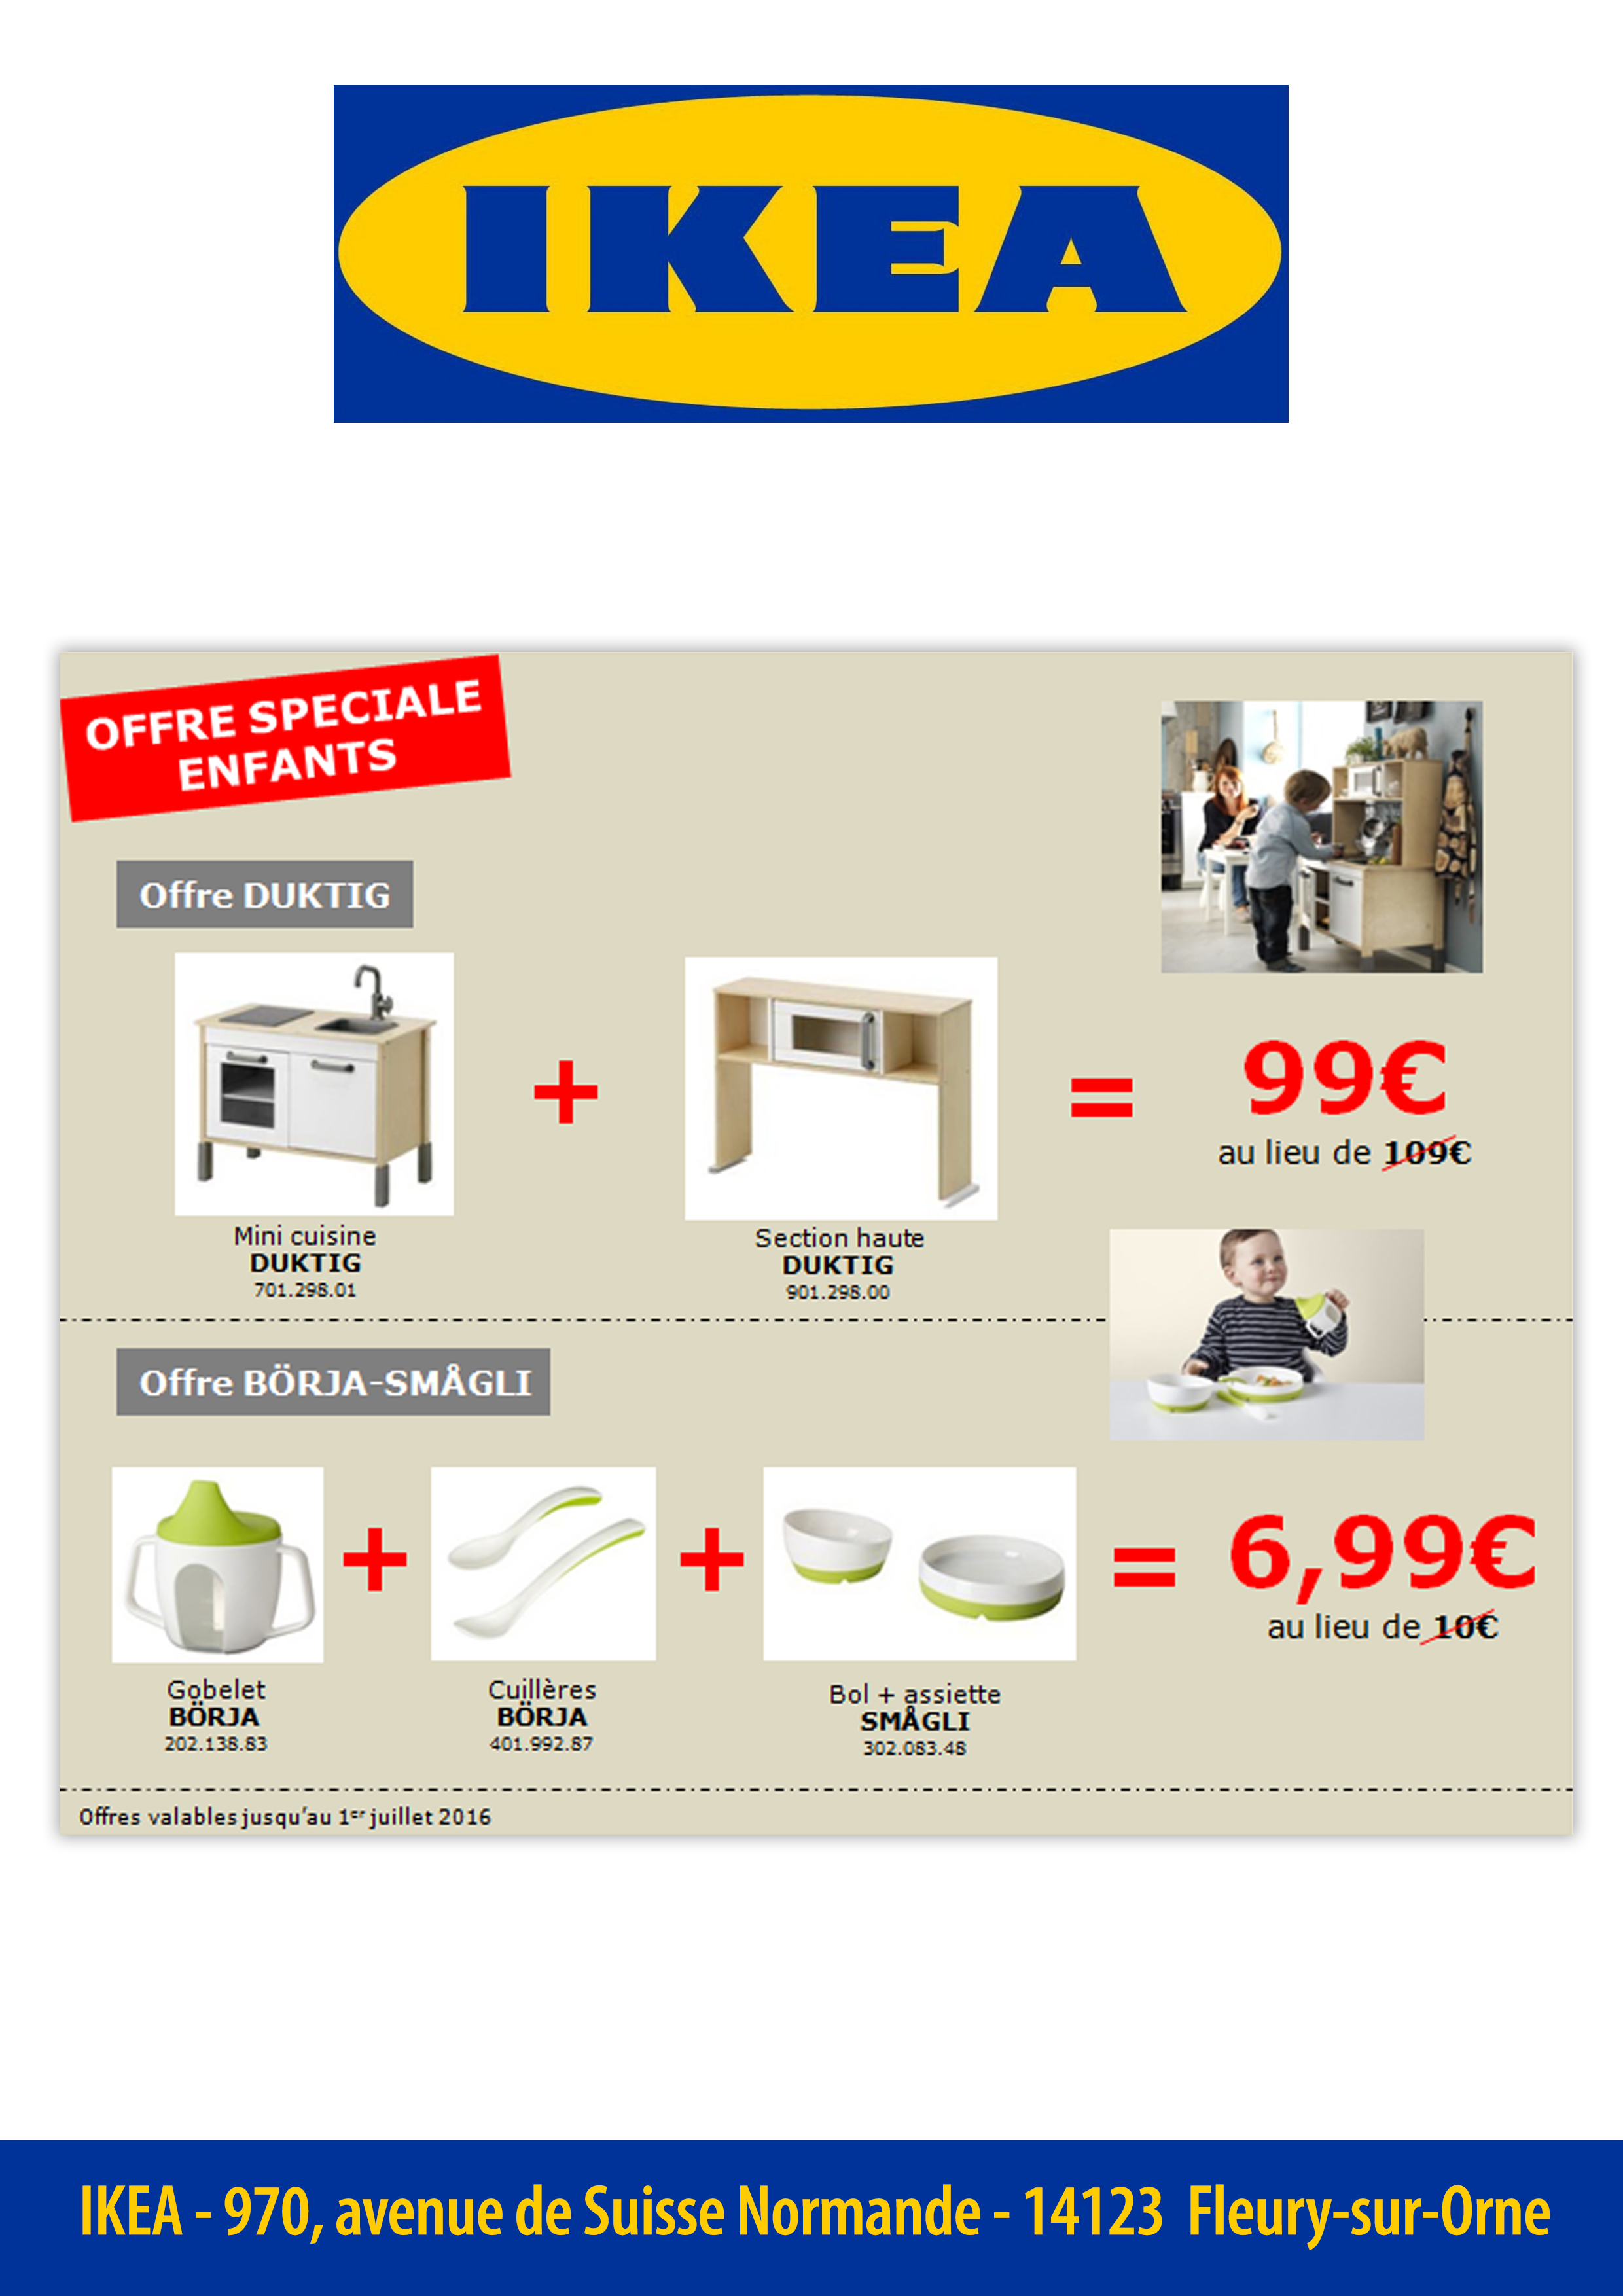 IKEA
OFFRE SPECIALE
ENFANTS
Offre DUKTIG
+
=
99€
au lieu de 109€
Mini cuisine
DUKTIG
701.298.01
Section haute
DUKTIG
901.298.00
Offre BÖRJA-SMÅGLI
+
+
=
6,99€
au lieu de 10€
Gobelet
BÖRJA
202.138.83
Cuillères
BÖRJA
401.992.87
Bol + assiette
SMÅGLI
302.083.48
Offres valables jusqu'au 1er juillet 2016
IKEA - 970, avenue de Suisse Normande - 14123 Fleury-sur-Orne